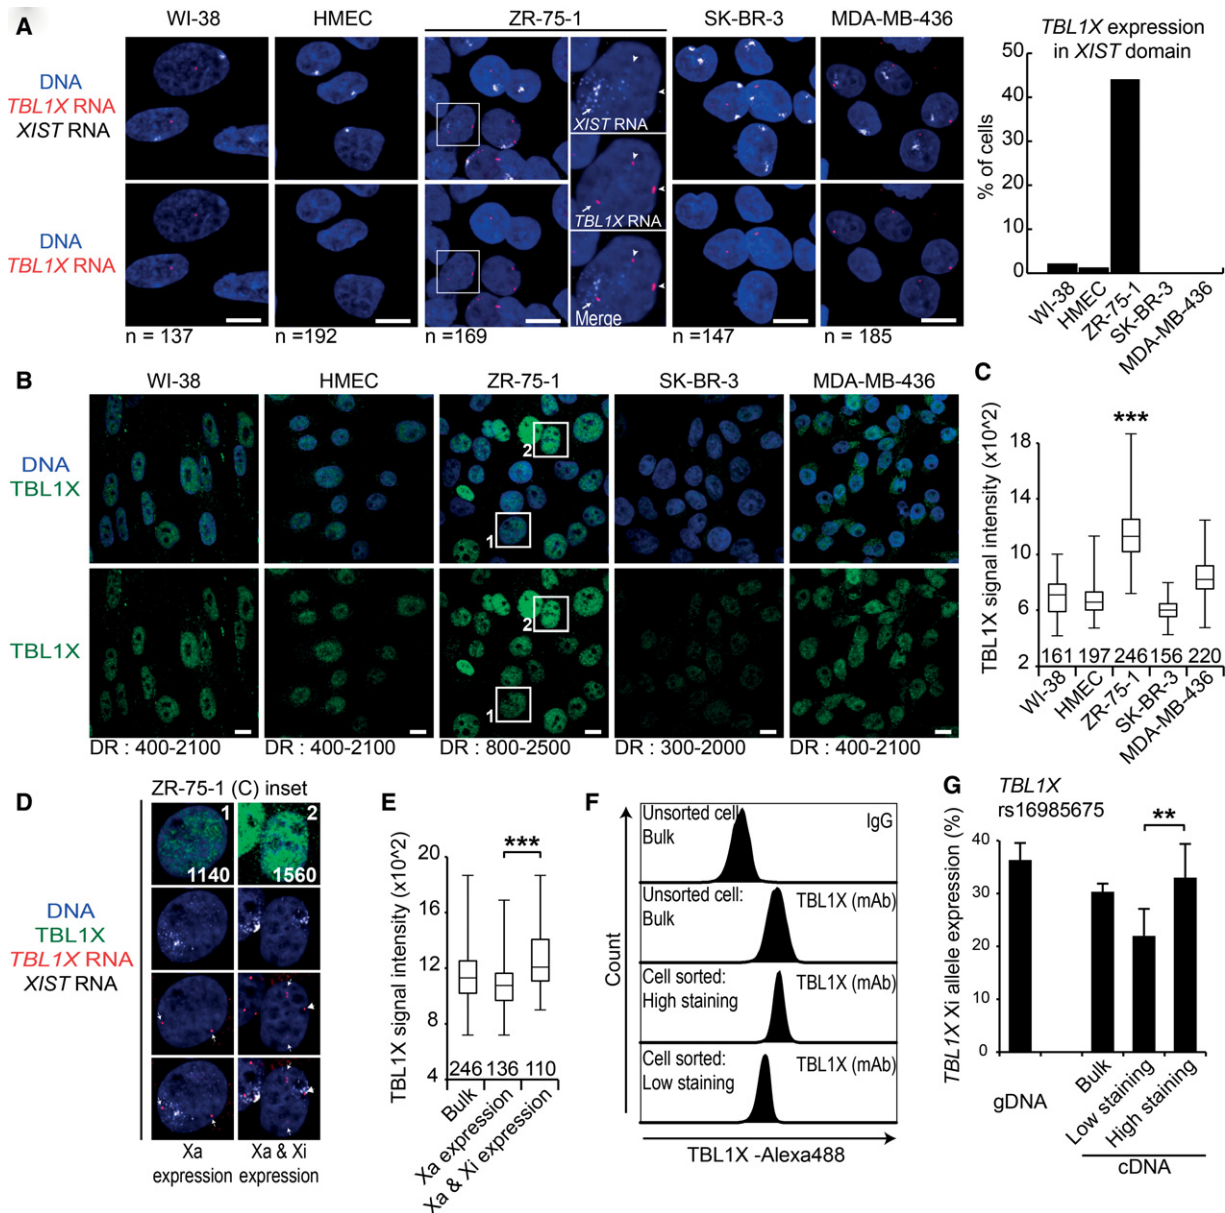 A
WI-38
HMEC
ZR-75-1
SK-BR-3
MDA-MB-436
DNA
TBL1X RNA
XIST RNA
XIST RNA
TBL1X RNA
Merge
DNA
TBL1X RNA
n = 137
n =192
n =169
n =147
n = 185
TBL1X expression
in XIST domain
% of cells
50
40
30
20
10
0
WI-38
HMEC
ZR-75-1
SK-BR-3
MDA-MB-436
B
WI-38
HMEC
ZR-75-1
SK-BR-3
MDA-MB-436
DNA
TBL1X
2
1
TBL1X
2
1
DR : 400-2100
DR : 400-2100
DR : 800-2500
DR : 300-2000
DR : 400-2100
C
TBL1X signal intensity (x10^2)
18
14
10
6
2
***
161
197
246
156
220
WI-38
HMEC
ZR-75-1
SK-BR-3
MDA-MB-436
D
ZR-75-1 (C) inset
1
2
1140
1560
DNA
TBL1X
TBL1X RNA
XIST RNA
Xa
expression
Xa & Xi
expression
E
TBL1X signal intensity (x10^2)
20
16
12
8
4
***
246
136
110
Bulk
Xa expression
Xa & Xi expression
F
Count
Unsorted cell:
Bulk
IgG
Unsorted cell:
Bulk
TBL1X (mAb)
Cell sorted:
High staining
TBL1X (mAb)
Cell sorted:
Low staining
TBL1X (mAb)
TBL1X -Alexa488
G
TBL1X
rs16985675
TBL1X Xi allele expression (%)
40
30
20
10
0
**
gDNA
Bulk
Low staining
High staining
cDNA